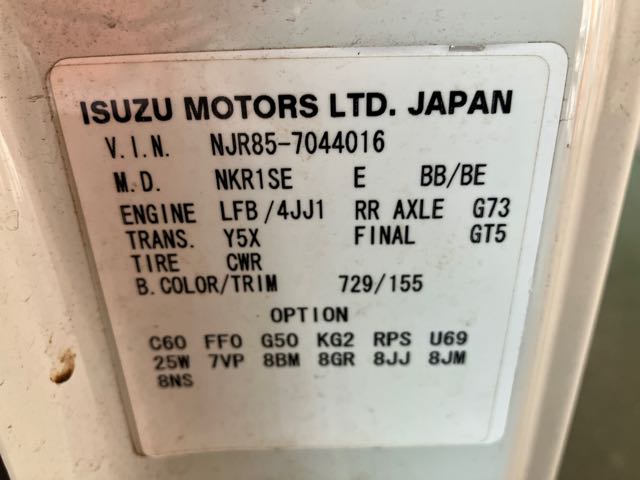 ISUZU MOTORS LTD. JAPAN
V.I.N. NJR85-7044016
M.D. NKR1SE E BB/BE
ENGINE LFB/4JJ1 RR AXLE G73
TRANS. Y5X FINAL GT5
TIRE CWR
B.COLOR/TRIM 729/155
OPTION
C60 FF0 G50 KG2 RPS U69
25W 7VP 8BM 8GR 8JJ 8JM
8NS